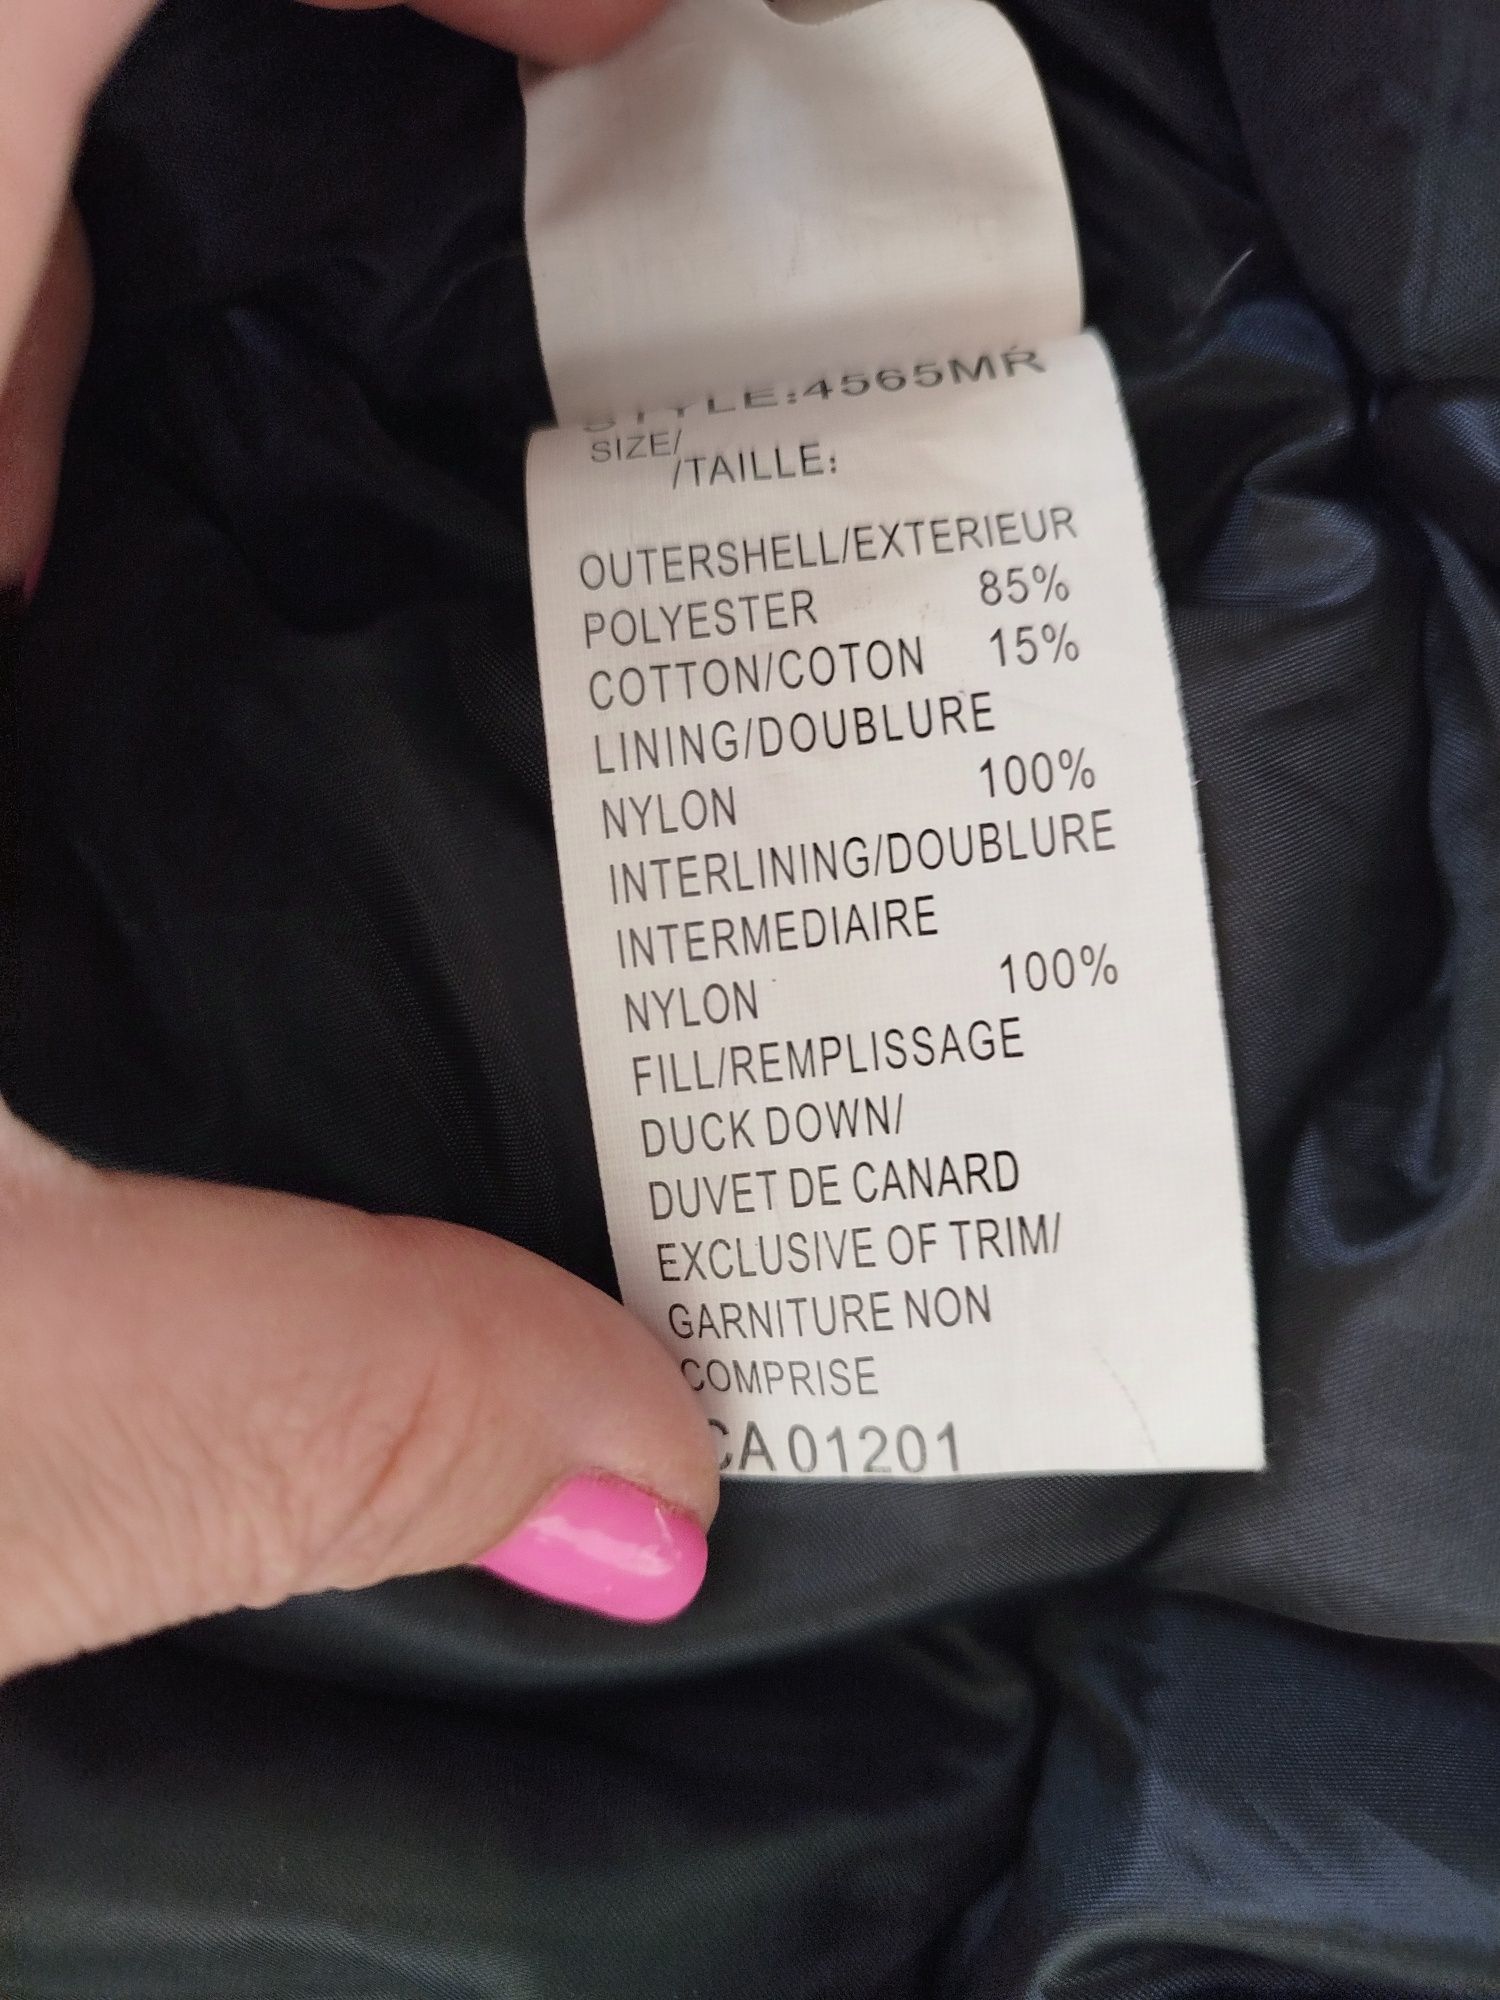 STYLE:4565MR
SIZE/
/TAILLE:
OUTERSHELL/EXTERIEUR
POLYESTER 85%
COTTON/COTON 15%
LINING/DOUBLURE
NYLON 100%
INTERLINING/DOUBLURE
INTERMEDIAIRE
NYLON 100%
FILL/REMPLISSAGE
DUCK DOWN/
DUVET DE CANARD
EXCLUSIVE OF TRIM/
GARNITURE NON
COMPRISE
CA 01201